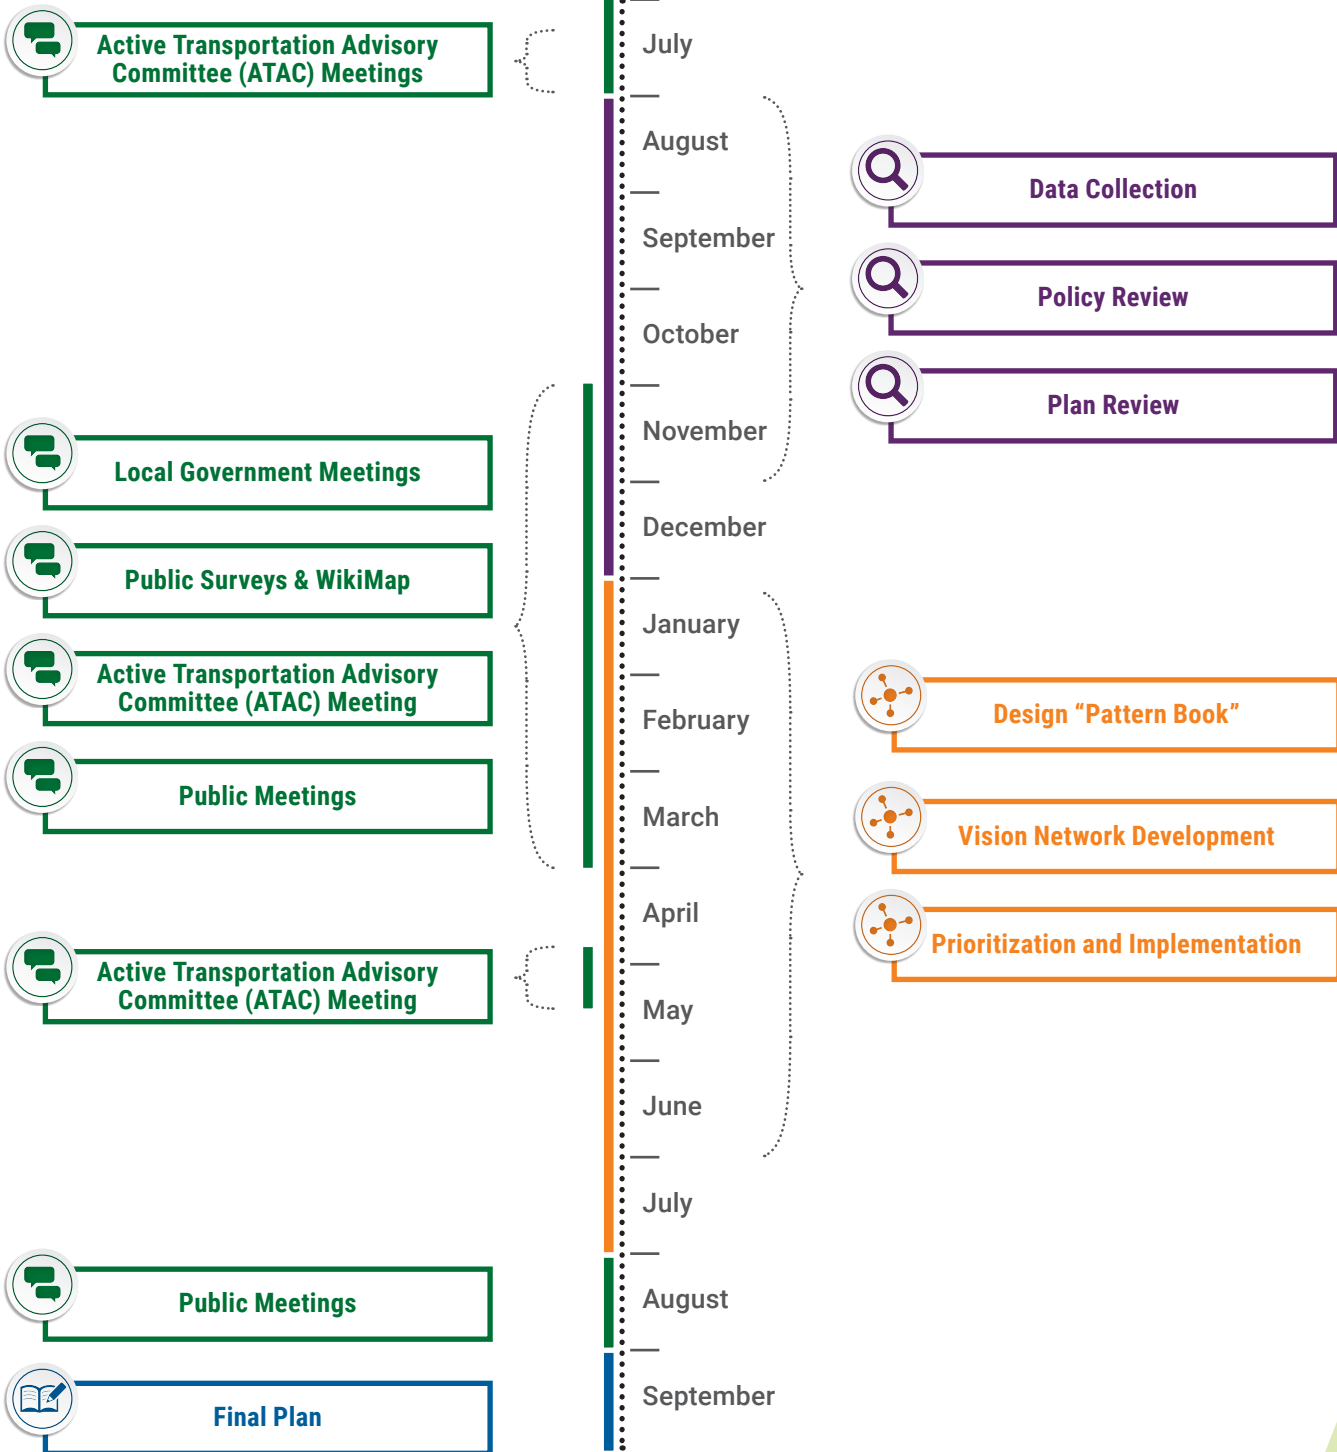 Active Transportation Advisory
Committee (ATAC) Meetings
July
August
Data Collection
September
Policy Review
October
Plan Review
November
Local Government Meetings
December
Public Surveys & WikiMap
January
Active Transportation Advisory
Committee (ATAC) Meeting
February
Design “Pattern Book”
Public Meetings
March
Vision Network Development
April
Prioritization and Implementation
Active Transportation Advisory
Committee (ATAC) Meeting
May
June
July
Public Meetings
August
September
Final Plan